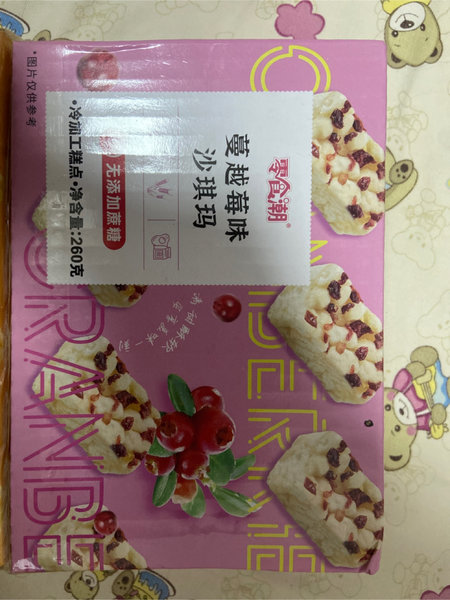 零食潮®
蔓越莓味
沙琪玛
无添加蔗糖
•冷加工糕点 •净含量:260克
*图片仅供参考
CRANBERRIE